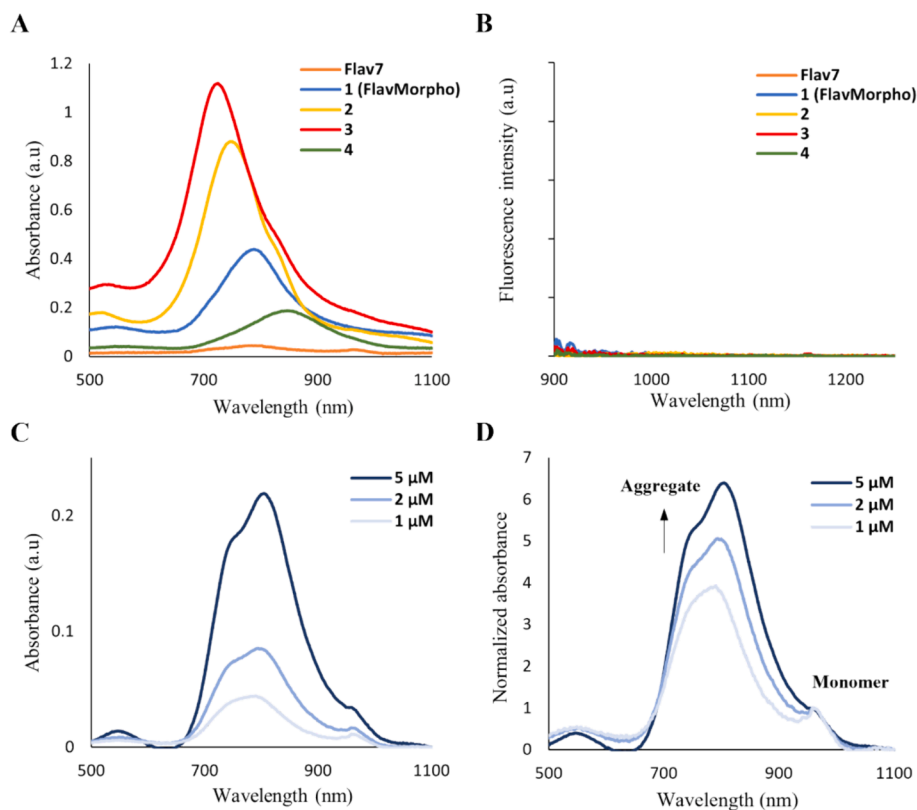 A
Absorbance (a.u)
1.2
1
0.8
0.6
0.4
0.2
0
500
700
900
1100
Wavelength (nm)
Flav7
1 (FlavMorpho)
2
3
4
B
Fluorescence intensity (a.u)
900
1000
1100
1200
Wavelength (nm)
Flav7
1 (FlavMorpho)
2
3
4
C
Absorbance (a.u)
0.2
0.1
0
500
700
900
1100
Wavelength (nm)
5 µM
2 µM
1 µM
D
Normalized absorbance
7
6
5
4
3
2
1
0
500
700
900
1100
Wavelength (nm)
Aggregate
Monomer
5 µM
2 µM
1 µM